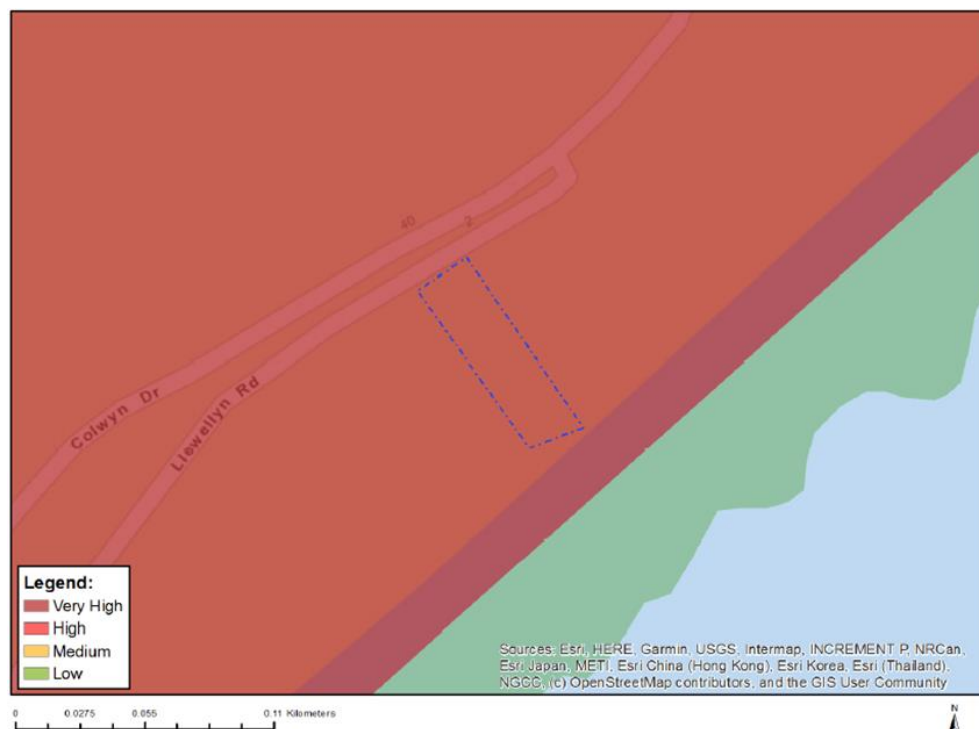 40
2
Colwyn Dr
Llewellyn Rd
Legend:
Very High
High
Medium
Low
Sources: Esri, HERE, Garmin, USGS, Intermap, INCREMENT P, NRCan,
Esri Japan, METI, Esri China (Hong Kong), Esri Korea, Esri (Thailand),
NGCC, (c) OpenStreetMap contributors, and the GIS User Community
0 0.0275 0.055 0.11 Kilometers
N